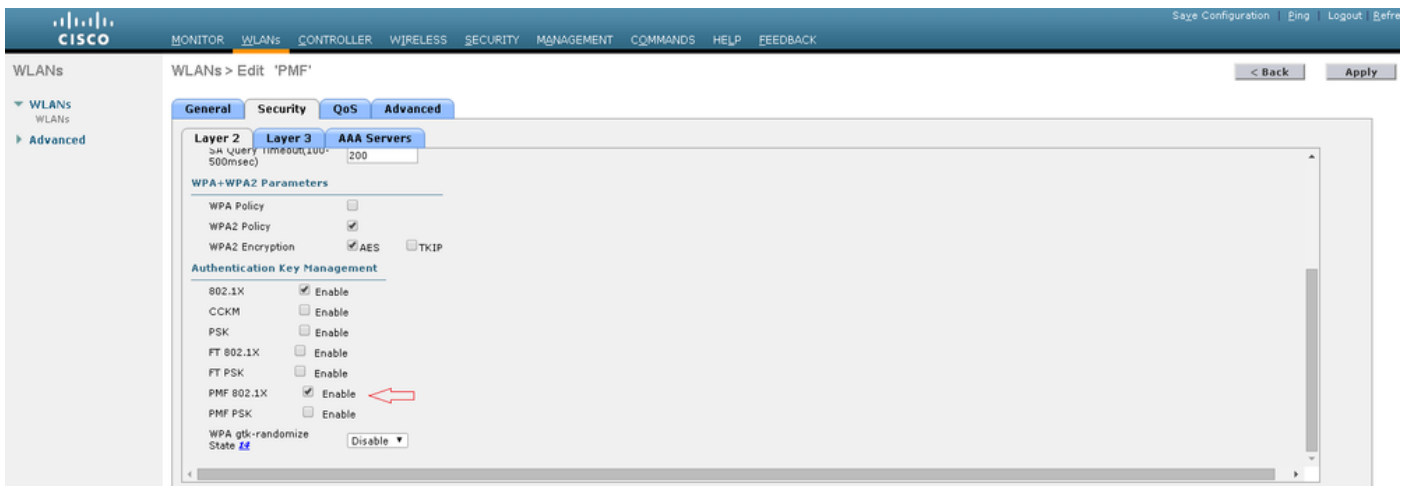 Save Configuration | Ping | Logout | Refre
CISCO
MONITOR WLANs CONTROLLER WIRELESS SECURITY MANAGEMENT COMMANDS HELP FEEDBACK
WLANs
WLANs > Edit 'PMF'
< Back
Apply
WLANs
WLANs
Advanced
General Security QoS Advanced
Layer 2 Layer 3 AAA Servers
SA Query Timeout(100-
500msec)
200
WPA+WPA2 Parameters
WPA Policy
WPA2 Policy
WPA2 Encryption AES TKIP
Authentication Key Management
802.1X Enable
CCKM Enable
PSK Enable
FT 802.1X Enable
FT PSK Enable
PMF 802.1X Enable
PMF PSK Enable
WPA gtk-randomize
State 14
Disable